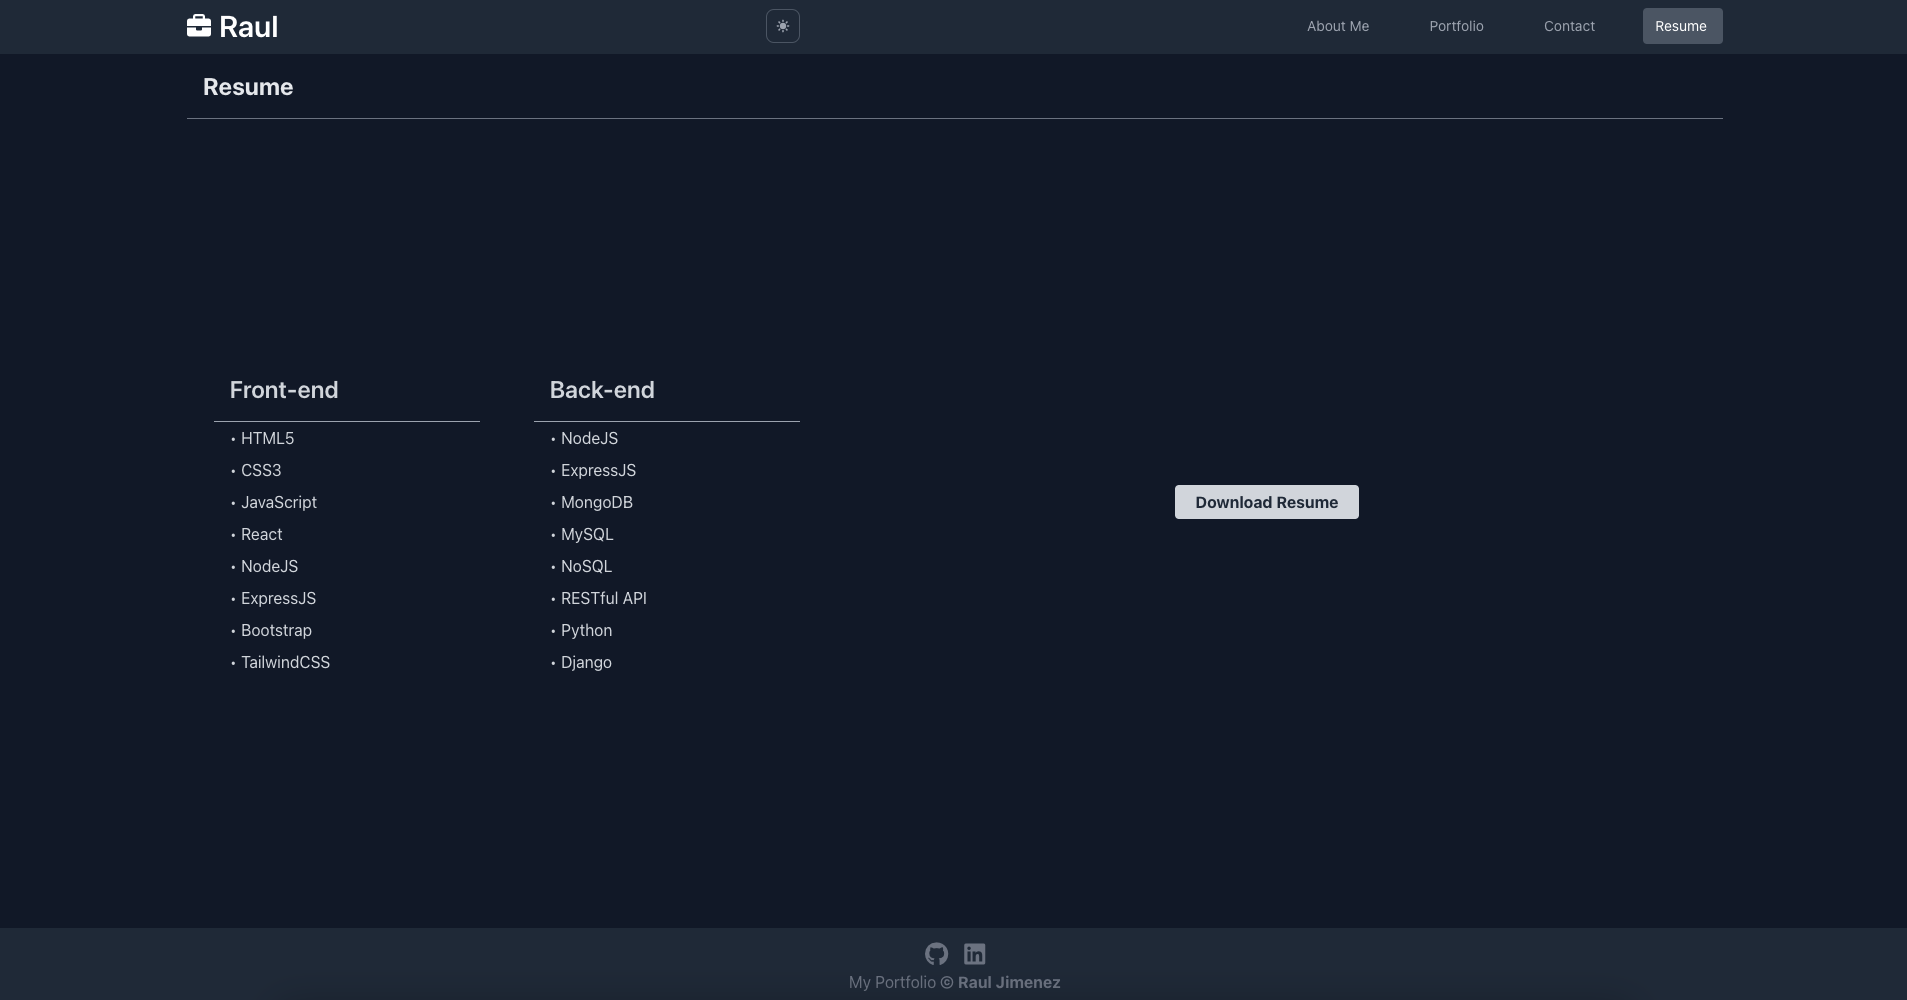 Raul
About Me
Portfolio
Contact
Resume
Resume
Front-end
• HTML5
• CSS3
• JavaScript
• React
• NodeJS
• ExpressJS
• Bootstrap
• TailwindCSS
Back-end
• NodeJS
• ExpressJS
• MongoDB
• MySQL
• NoSQL
• RESTful API
• Python
• Django
Download Resume
My Portfolio © Raul Jimenez